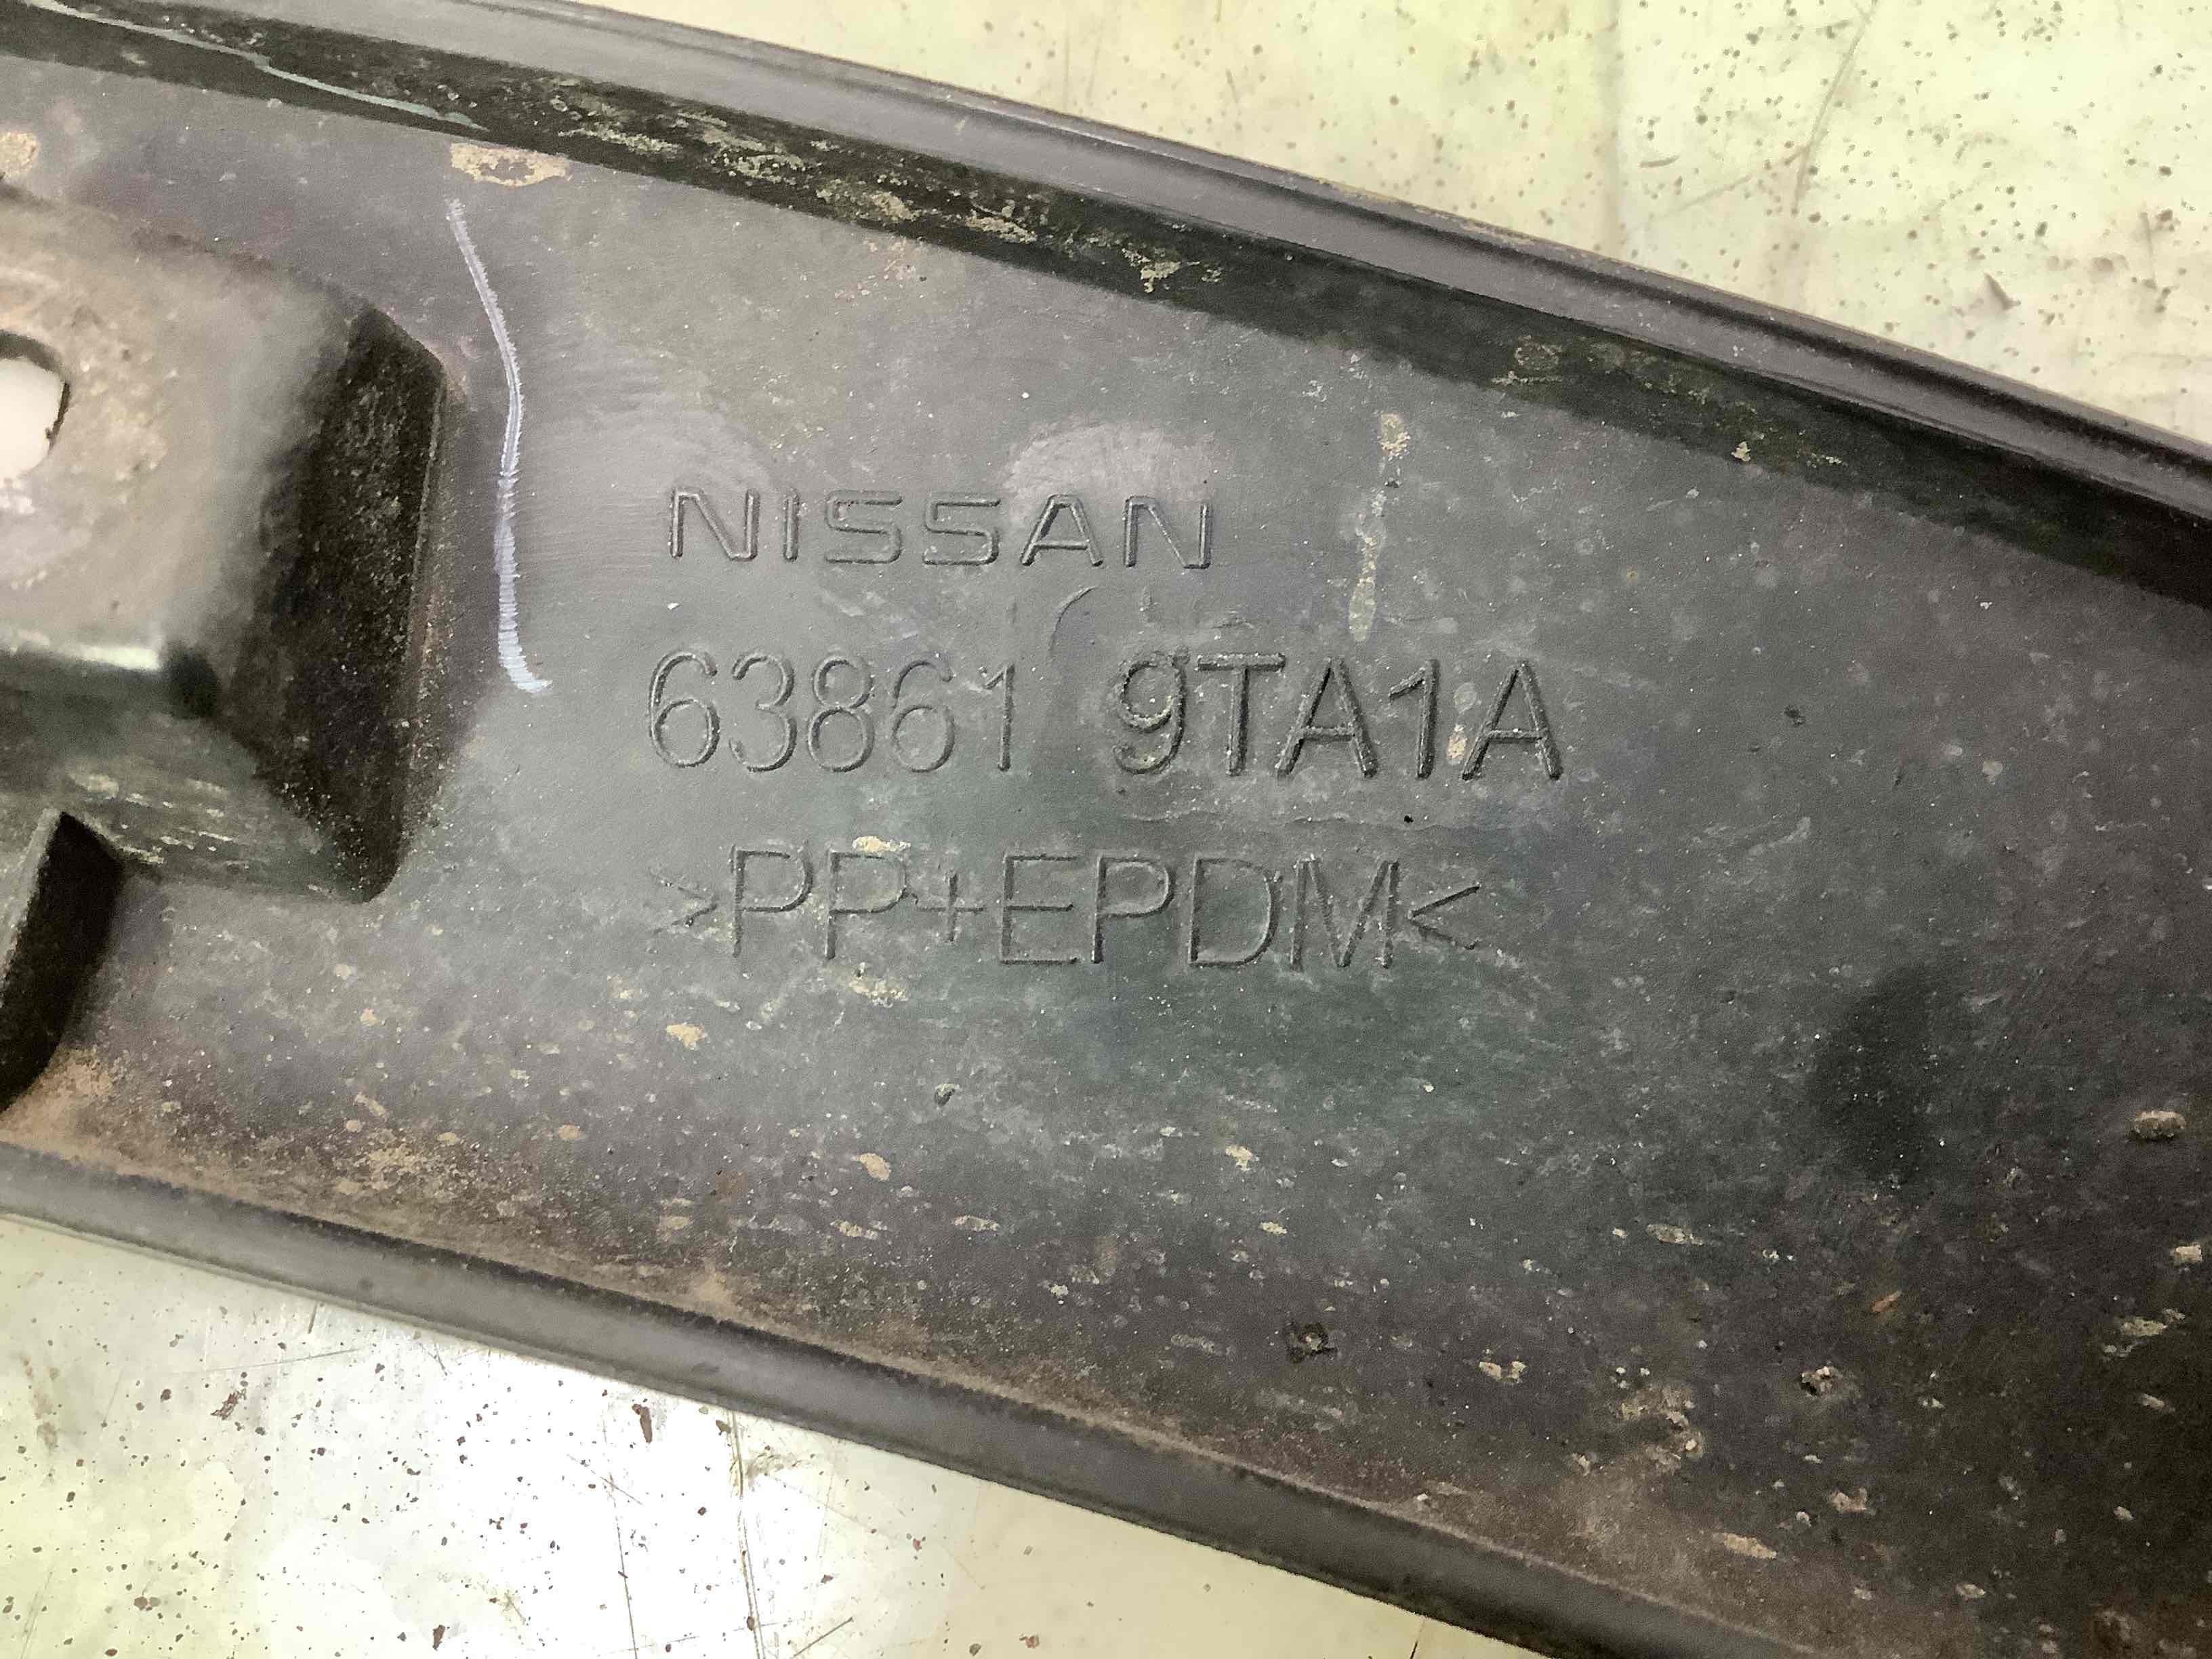 NISSAN
63861 9TA1A
>PP+EPDM<